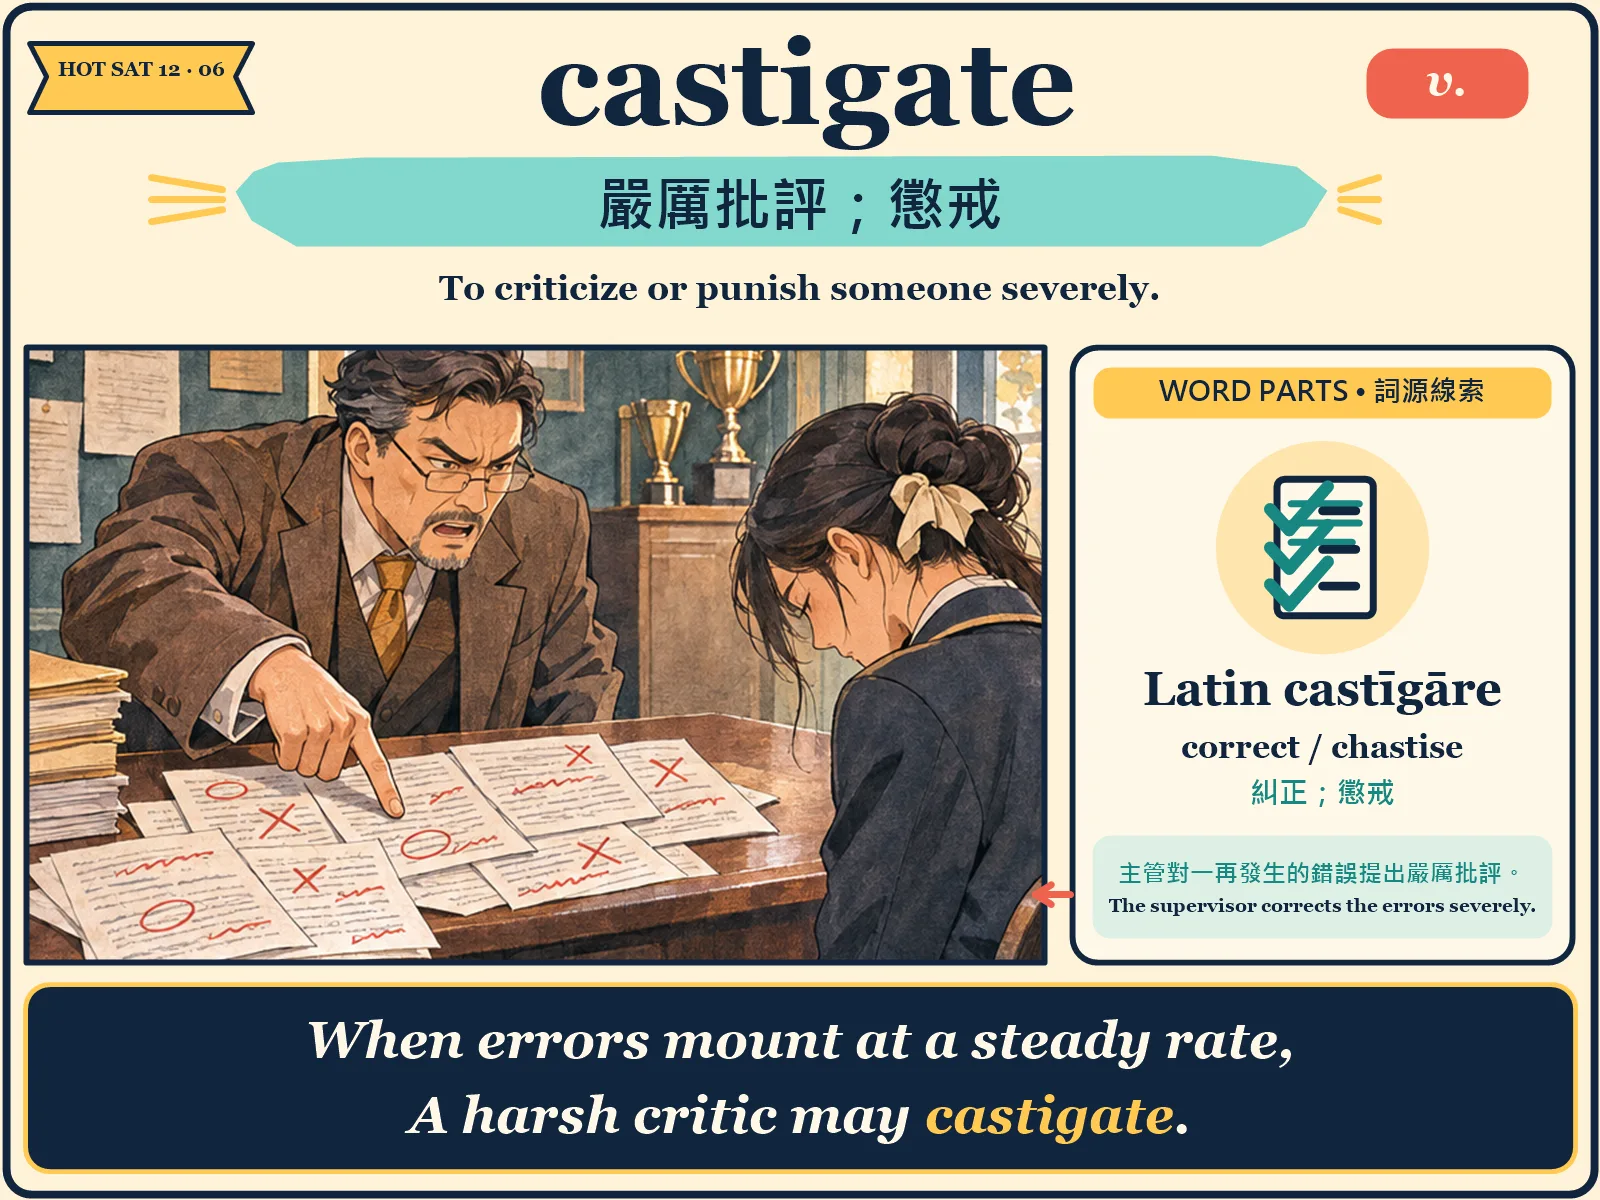 HOT SAT 12 · 06
castigate
v.
嚴厲批評；懲戒
To criticize or punish someone severely.
WORD PARTS • 詞源線索
Latin castīgāre
correct / chastise
糾正；懲戒
主管對一再發生的錯誤提出嚴厲批評。
The supervisor corrects the errors severely.
When errors mount at a steady rate,
A harsh critic may castigate.